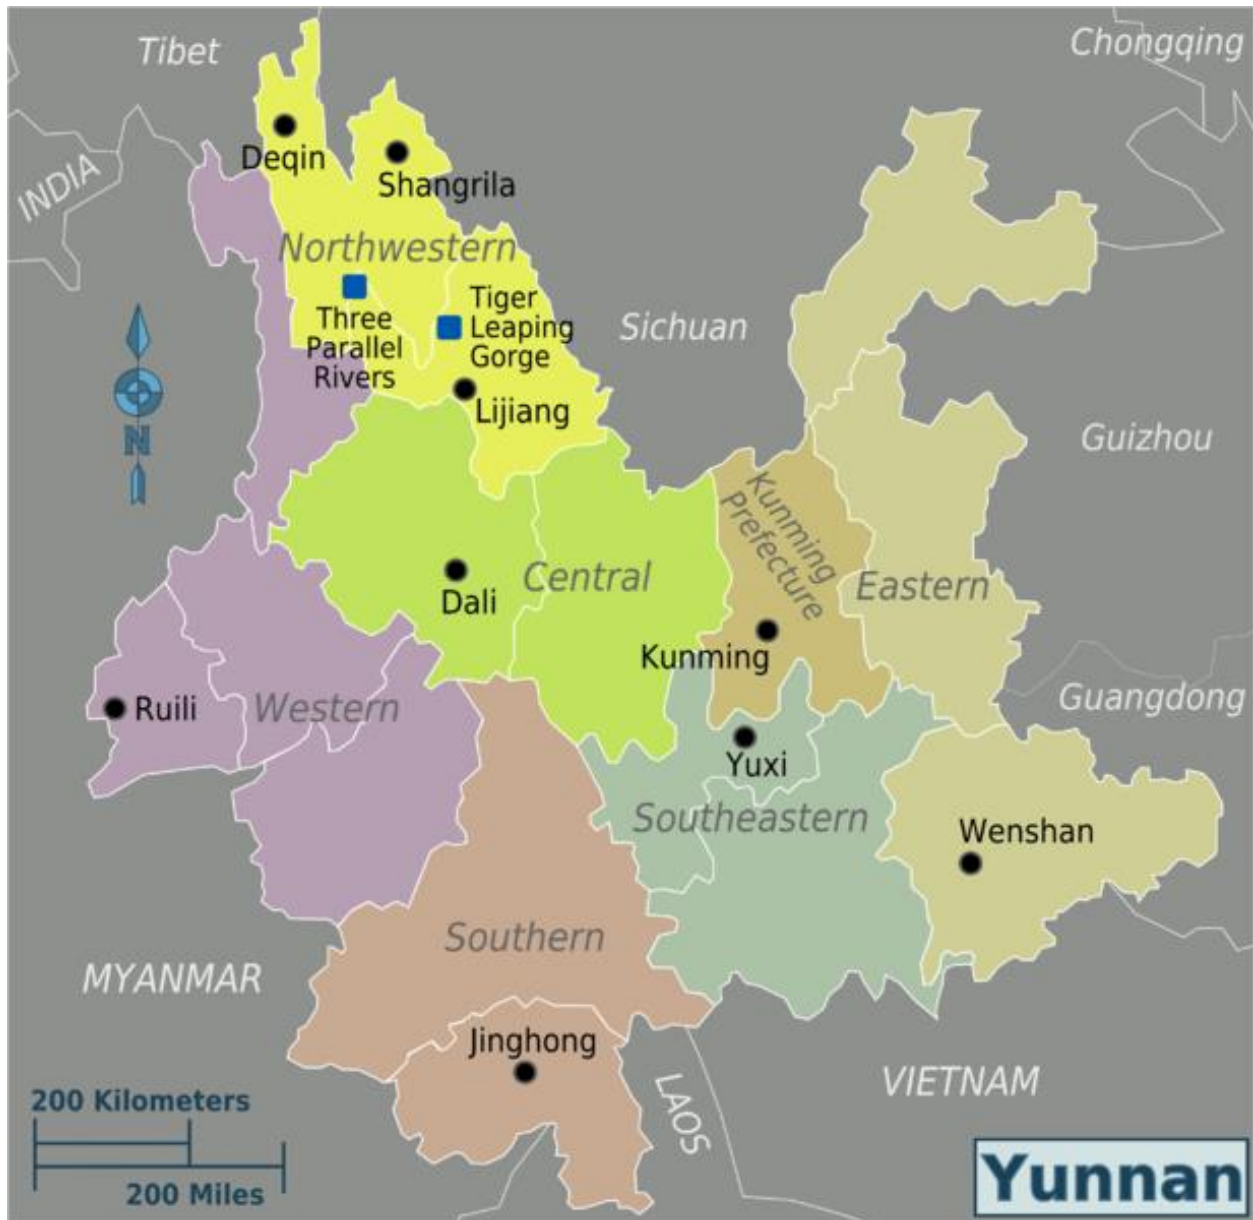 Tibet
Chongqing
Deqin
INDIA
Shangrila
Northwestern
Three
Parallel
Rivers
Tiger
Leaping
Gorge
Sichuan
Lijiang
Guizhou
N
Kunming
Prefecture
Central
Eastern
Dali
Kunming
Guangdong
Ruili
Western
Yuxi
Southeastern
Wenshan
Southern
MYANMAR
Jinghong
LAOS
VIETNAM
200 Kilometers
200 Miles
Yunnan